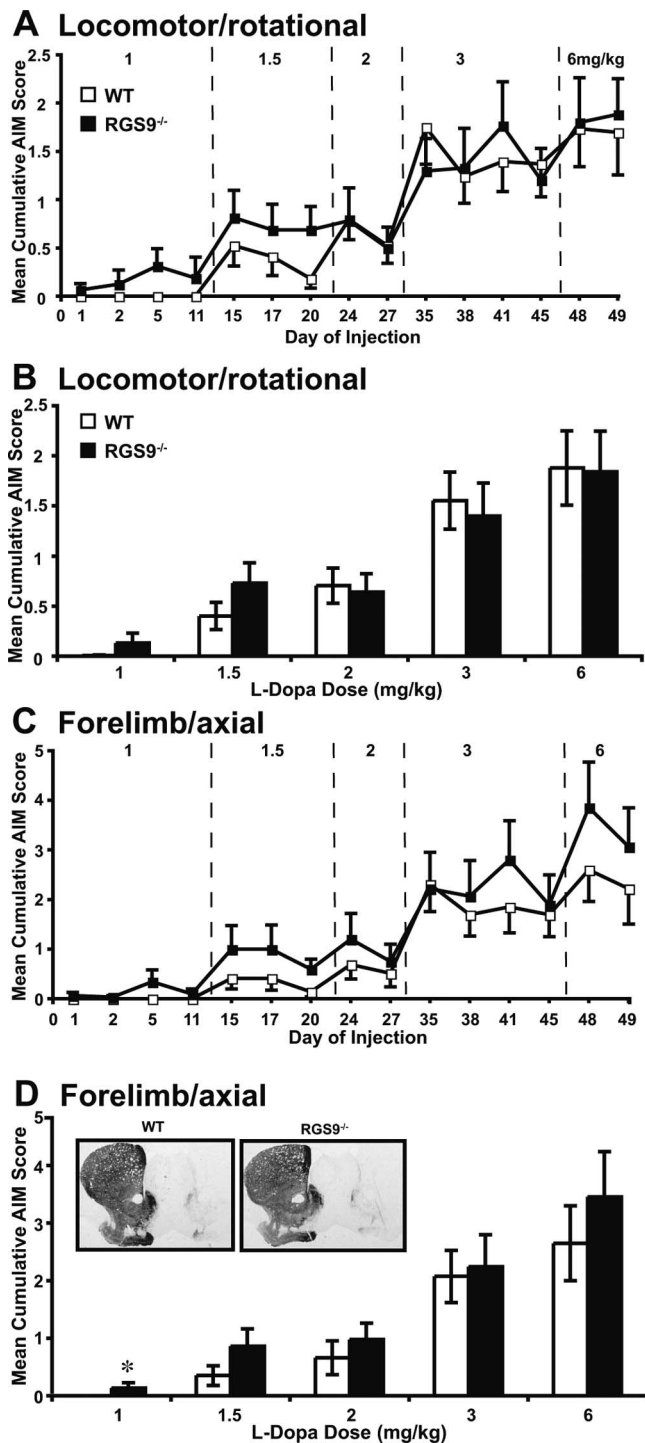 A Locomotor/rotational
1 1.5 2 3 6mg/kg
Mean Cumulative AIM Score
2.5
2
1.5
1
0.5
0
WT
RGS9-/-
0 1 2 5 11 15 17 20 24 27 35 38 41 45 48 49
Day of Injection
B Locomotor/rotational
Mean Cumulative AIM Score
2.5
2
1.5
1
0.5
0
WT
RGS9-/-
1 1.5 2 3 6
L-Dopa Dose (mg/kg)
C Forelimb/axial
1 1.5 2 3 6
Mean Cumulative AIM Score
5
4
3
2
1
0
0 1 2 5 11 15 17 20 24 27 35 38 41 45 48 49
Day of Injection
D Forelimb/axial
Mean Cumulative AIM Score
5
4
3
2
1
0
WT RGS9-/-
*
1 1.5 2 3 6
L-Dopa Dose (mg/kg)